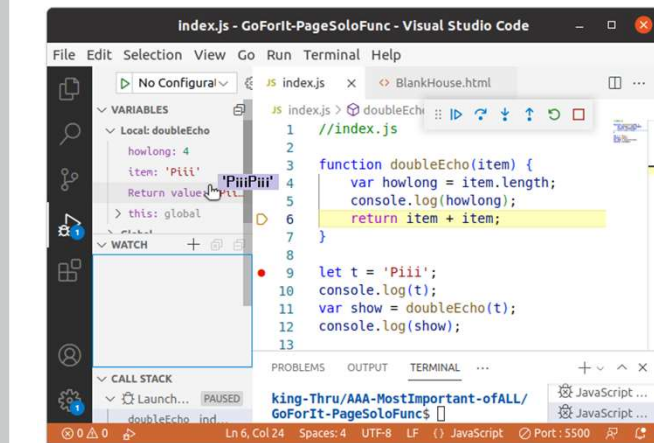 index.js - GoForIt-PageSoloFunc - Visual Studio Code
File Edit Selection View Go Run Terminal Help
No Configurat
JS index.js
<> BlankHouse.html
JS index.js > doubleEcho
VARIABLES
Local: doubleEcho
howlong: 4
item: 'Piii'
Return value:
'PiiiPiii'
this: global
WATCH
1 //index.js
2
3 function doubleEcho(item) {
4 var howlong = item.length;
5 console.log(howlong);
6 return item + item;
7 }
8
9 let t = 'Piii';
10 console.log(t);
11 var show = doubleEcho(t);
12 console.log(show);
13
CALL STACK
Launch... PAUSED
doubleEcho ind...
PROBLEMS OUTPUT TERMINAL ...
king-Thru/AAA-MostImportant-ofALL/
GoForIt-PageSoloFunc$
JavaScript ...
JavaScript ...
1
1
0 0 Ln 6, Col 24 Spaces: 4 UTF-8 LF {} JavaScript Port : 5500